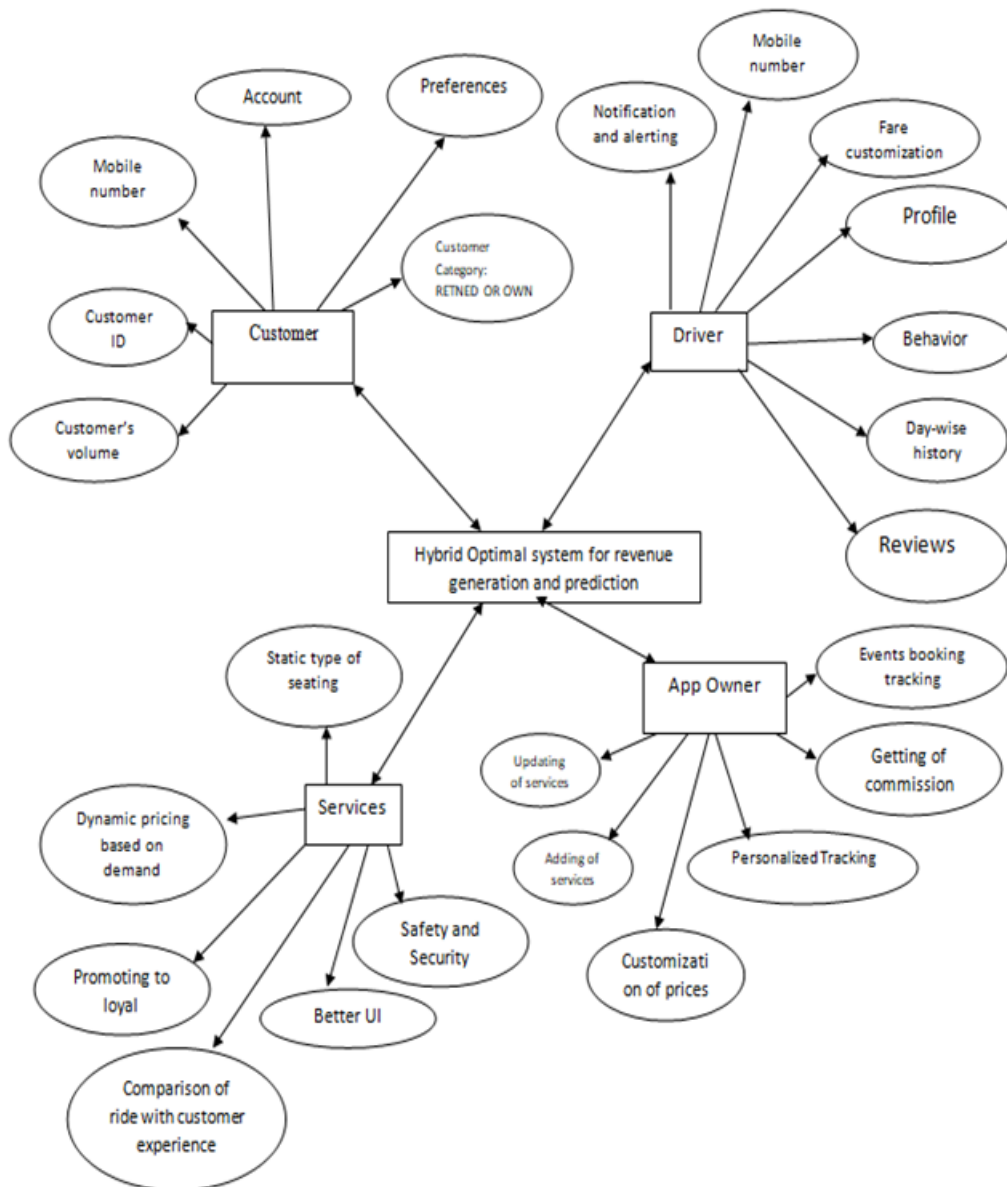 Mobile
number
Account
Preferences
Notification
and alerting
Fare
customization
Mobile
number
Profile
Customer
Category:
RETNED OR OWN
Customer
ID
Customer
Driver
Behavior
Customer's
volume
Day-wise
history
Reviews
Hybrid Optimal system for revenue
generation and prediction
Static type of
seating
App Owner
Events booking
tracking
Updating
of services
Getting of
commission
Services
Dynamic pricing
based on
demand
Adding of
services
Personalized Tracking
Safety and
Security
Customizati
on of prices
Promoting to
loyal
Better UI
Comparison of
ride with customer
experience